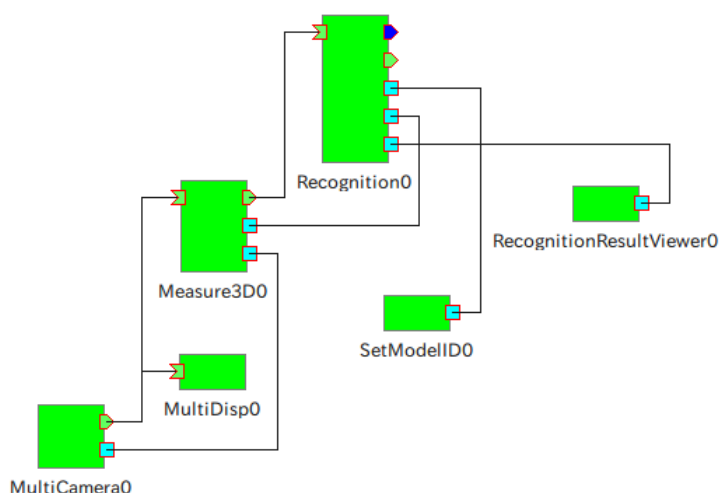 Recognition0
RecognitionResultViewer0
Measure3D0
SetModelID0
MultiDisp0
MultiCamera0